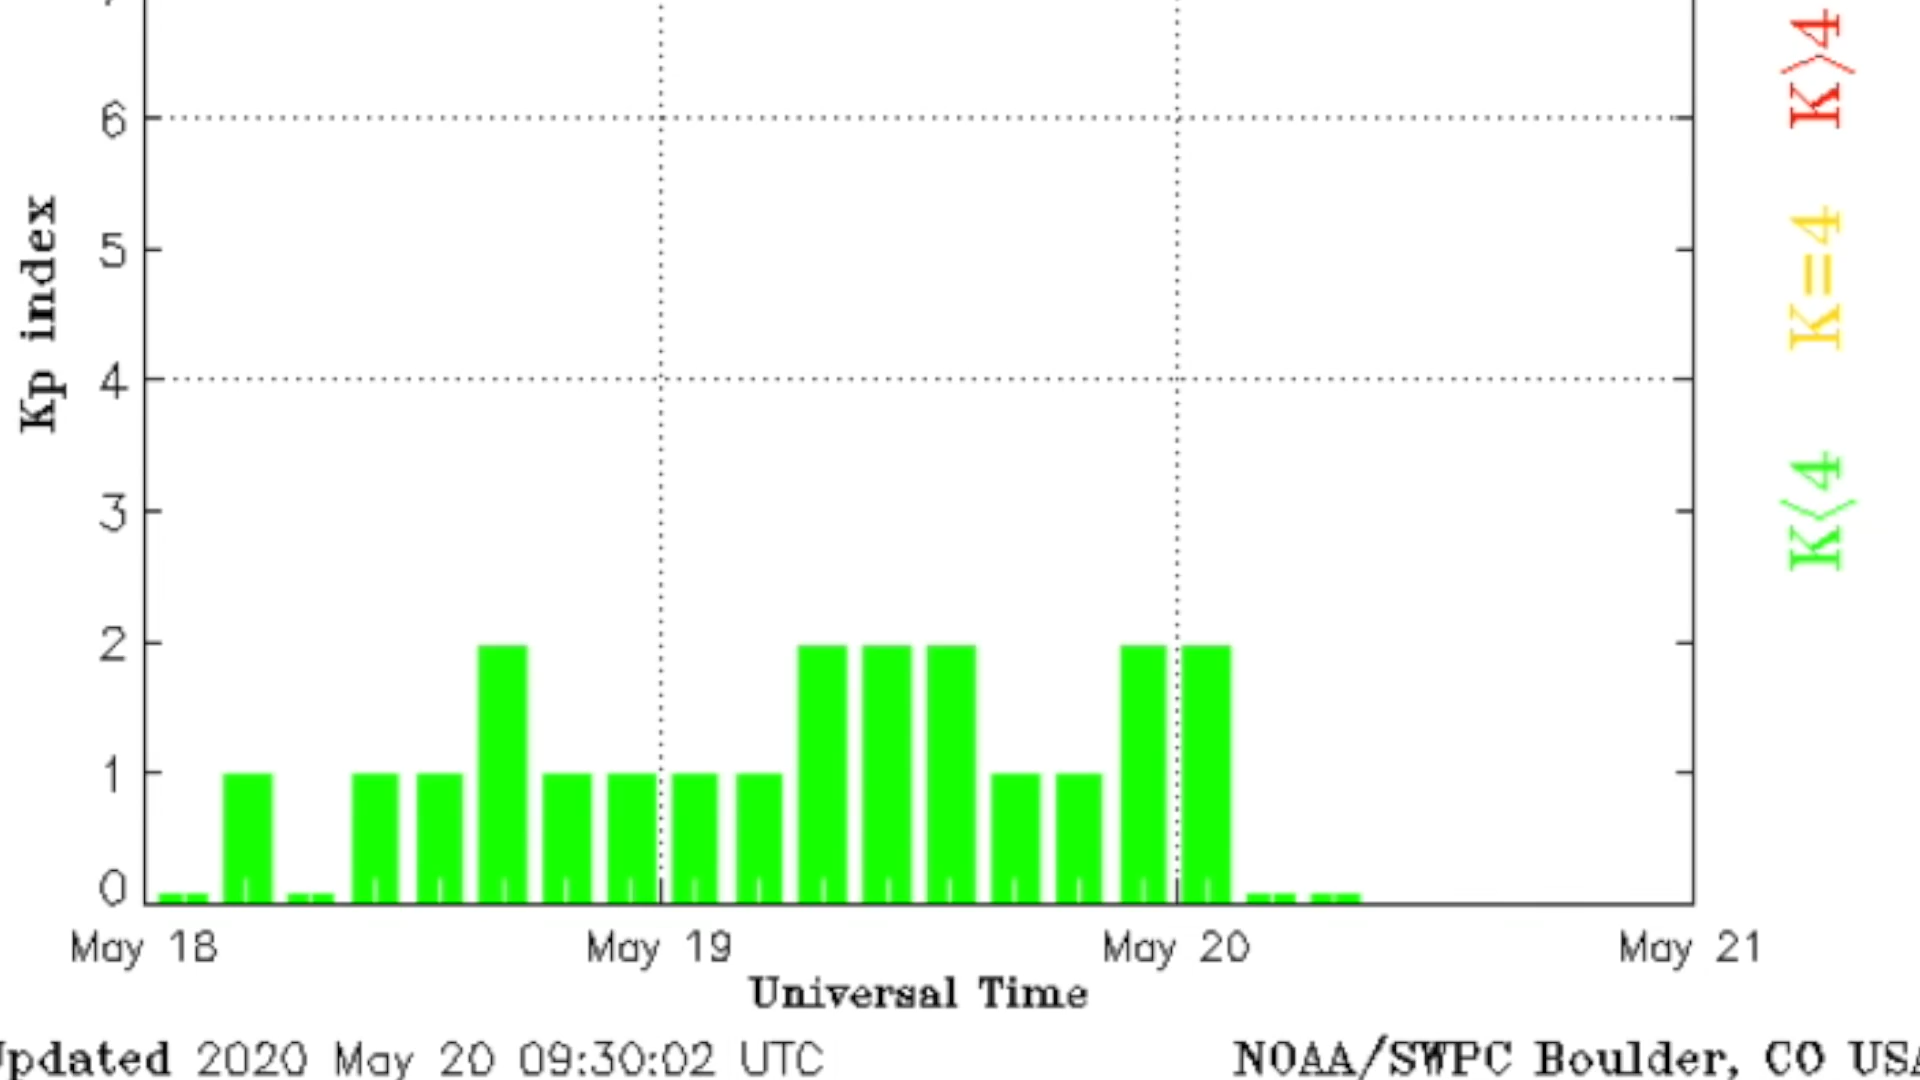 K>4
6
5
K=4
4
Kp index
3
K<4
2
1
0
May 18 May 19 May 20 May 21
Universal Time
Updated 2020 May 20 09:30:02 UTC NOAA/SWPC Boulder, CO USA